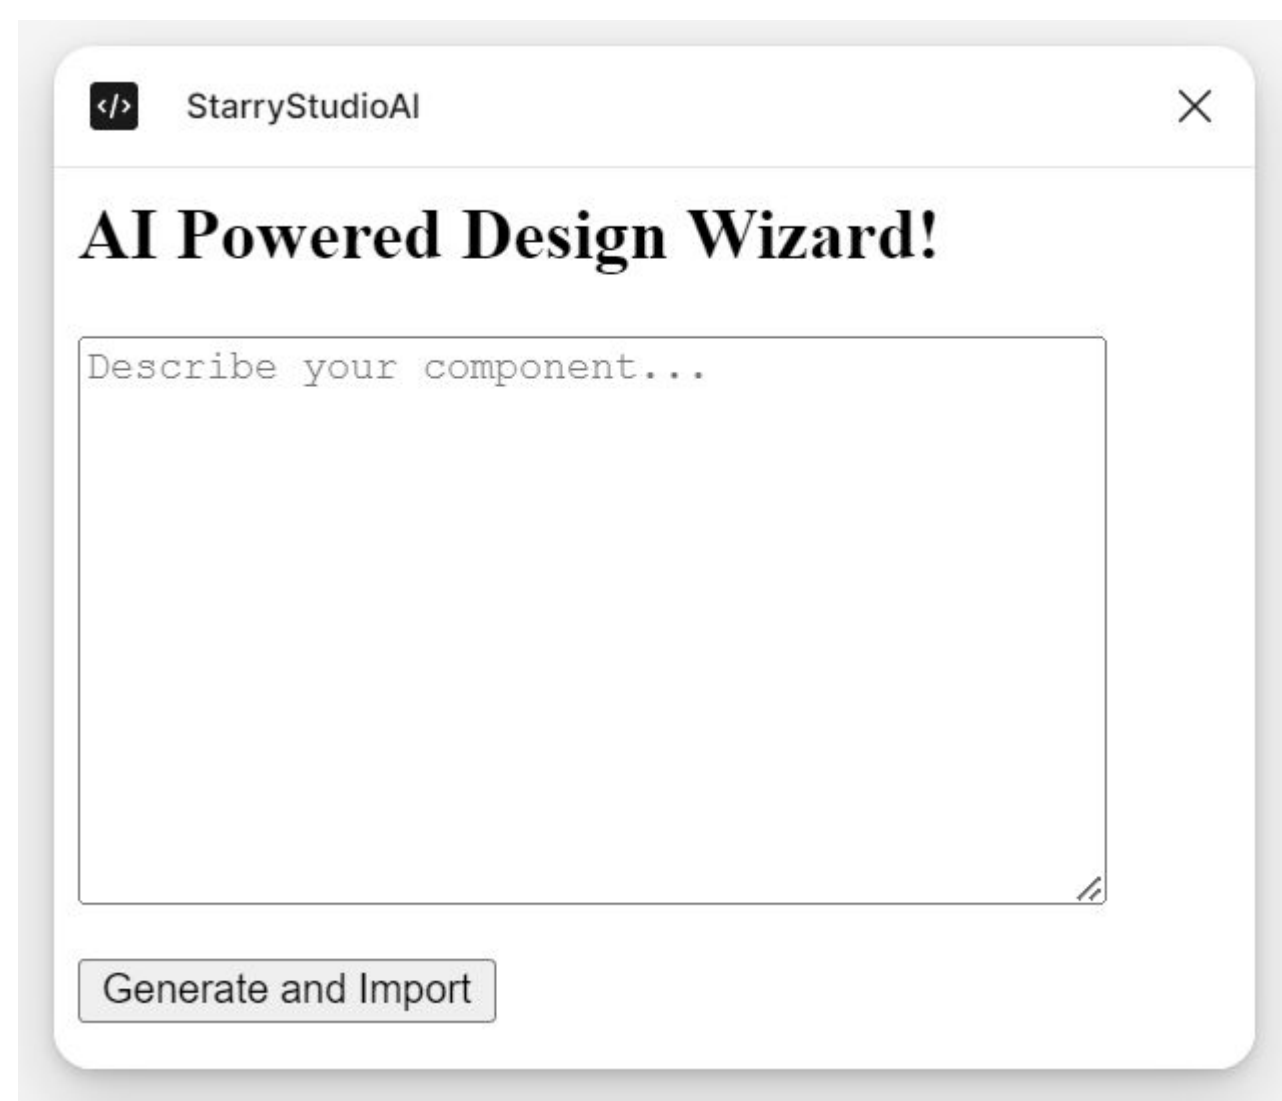 </> StarryStudioAI
AI Powered Design Wizard!
Describe your component...
Generate and Import